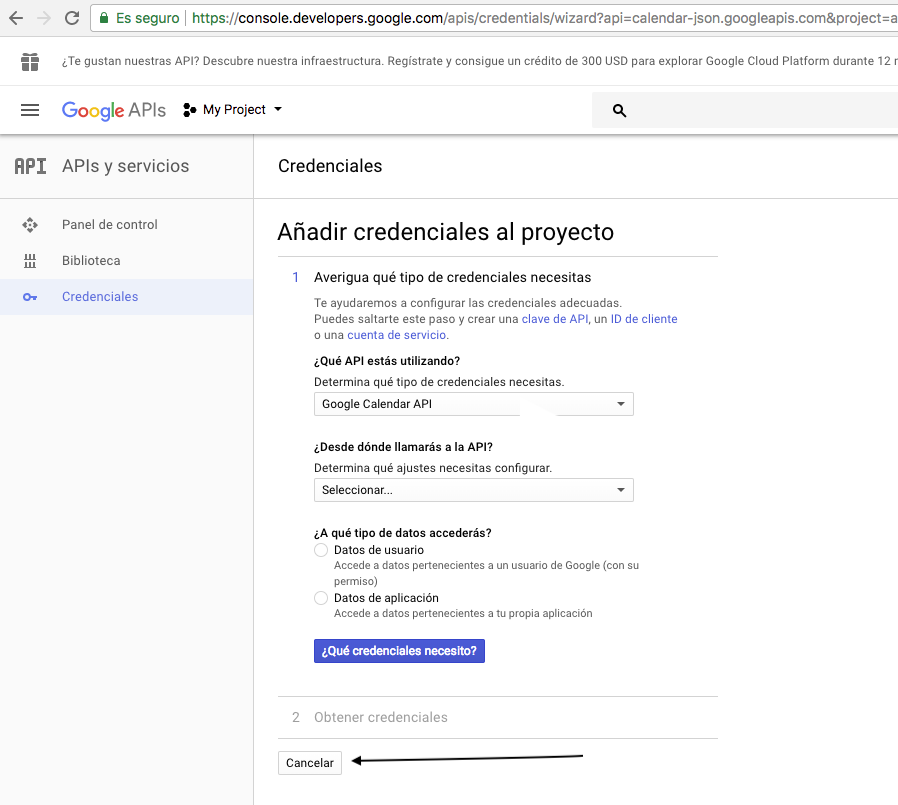 Es seguro | https://console.developers.google.com/apis/credentials/wizard?api=calendar-json.googleapis.com&project=a
¿Te gustan nuestras API? Descubre nuestra infraestructura. Regístrate y consigue un crédito de 300 USD para explorar Google Cloud Platform durante 12
Google APIs My Project
API APIs y servicios
Credenciales
Panel de control
Biblioteca
Credenciales
Añadir credenciales al proyecto
1 Averigua qué tipo de credenciales necesitas
Te ayudaremos a configurar las credenciales adecuadas.
Puedes saltarte este paso y crear una clave de API, un ID de cliente
o una cuenta de servicio.
¿Qué API estás utilizando?
Determina qué tipo de credenciales necesitas.
Google Calendar API
¿Desde dónde llamarás a la API?
Determina qué ajustes necesitas configurar.
Seleccionar...
¿A qué tipo de datos accederás?
Datos de usuario
Accede a datos pertenecientes a un usuario de Google (con su
permiso)
Datos de aplicación
Accede a datos pertenecientes a tu propia aplicación
¿Qué credenciales necesito?
2 Obtener credenciales
Cancelar